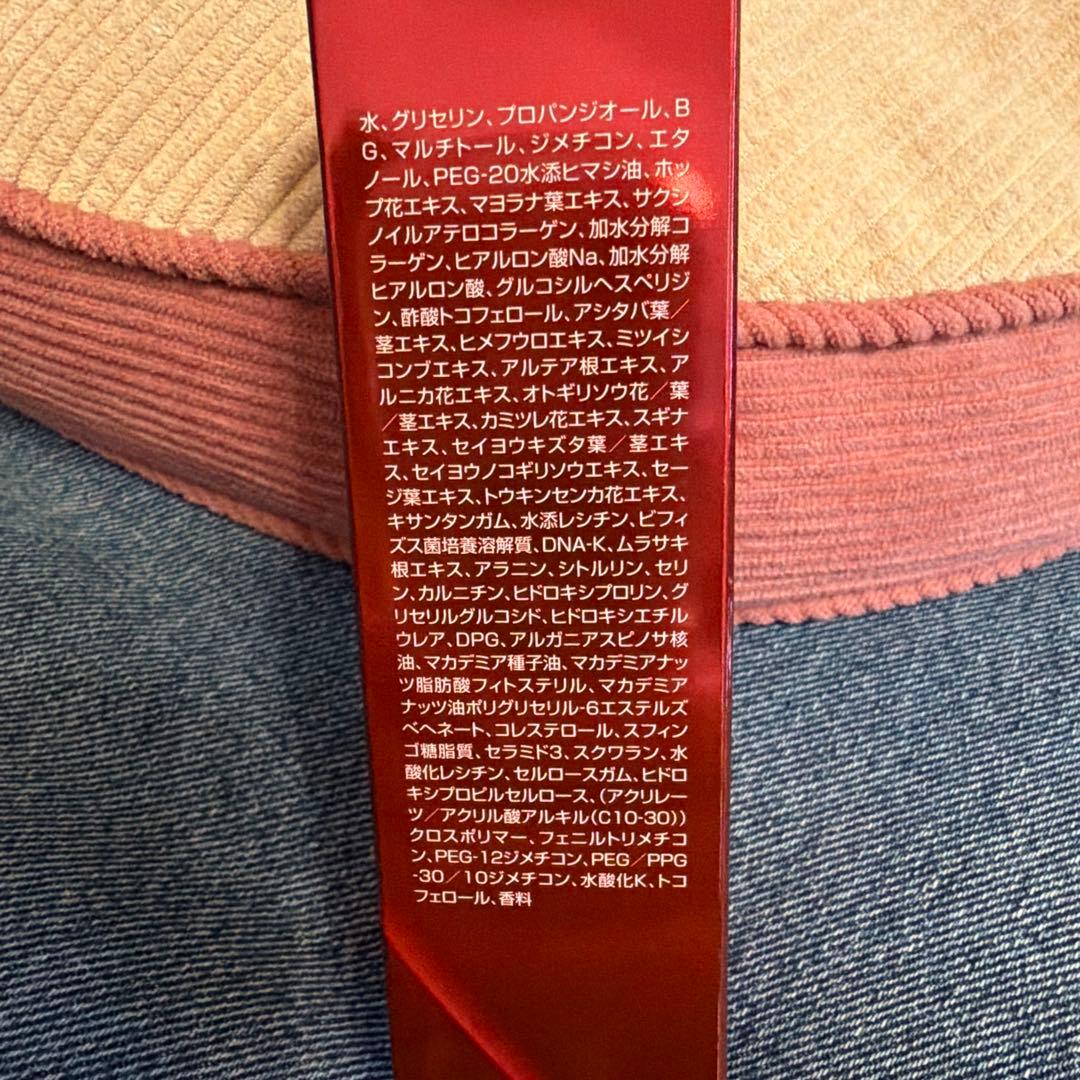 水、グリセリン、プロパンジオール、B
G、マルチトール、ジメチコン、エタ
ノール、PEG-20水添ヒマシ油、ホッ
プ花エキス、マヨラナ葉エキス、サクシ
ノイルアテロコラーゲン、加水分解コ
ラーゲン、ヒアルロン酸Na、加水分解
ヒアルロン酸、グルコシルヘスペリジ
ン、酢酸トコフェロール、アシタバ葉/
茎エキス、ヒメフウロエキス、ミツイシ
コンブエキス、アルテア根エキス、ア
ルニカ花エキス、オトギリソウ花/葉
/茎エキス、カミツレ花エキス、スギナ
エキス、セイヨウキズタ葉/茎エキ
ス、セイヨウノコギリソウエキス、セー
ジ葉エキス、トウキンセンカ花エキス、
キサンタンガム、水添レシチン、ビフィ
ズス菌培養溶解質、DNA-K、ムラサキ
根エキス、アラニン、シトルリン、セリ
ン、カルニチン、ヒドロキシプロリン、グ
リセリルグルコシド、ヒドロキシエチル
ウレア、DPG、アルガニアスピノサ核
油、マカデミア種子油、マカデミアナッ
ツ脂肪酸フィトステリル、マカデミア
ナッツ油ポリグリセリル-6エステルズ
ベヘネート、コレステロール、スフィン
ゴ糖脂質、セラミド3、スクワラン、水
酸化レシチン、セルロースガム、ヒドロ
キシプロピルセルロース、(アクリレー
ツ/アクリル酸アルキル(C10-30))
クロスポリマー、フェニルトリメチコ
ン、PEG-12ジメチコン、PEG/PPG
-30/10ジメチコン、水酸化K、トコ
フェロール、香料